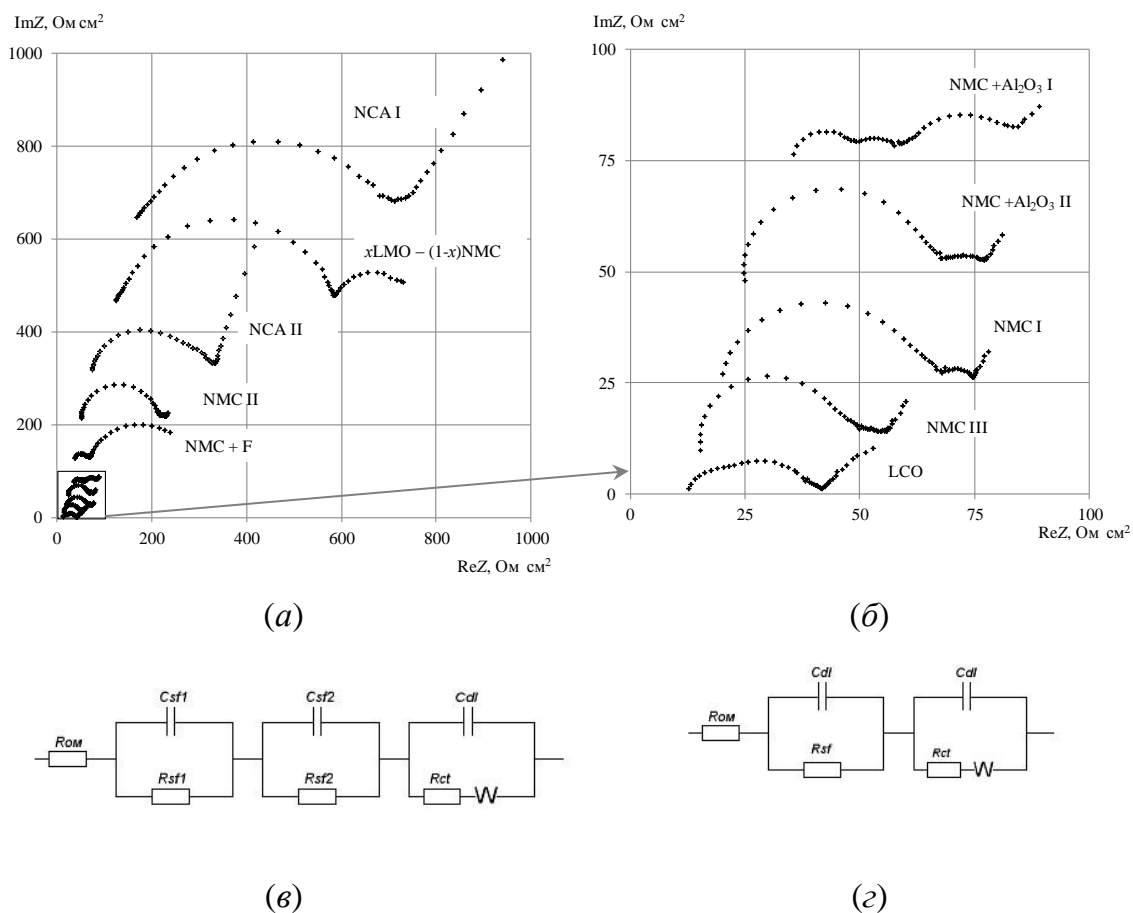 ImZ, Ом см²
1000
800
600
400
200
0
0
200
400
600
800
1000
ReZ, Ом см²
NCA I
xLMO – (1-x)NMC
NCA II
NMC II
NMC + F
(а)
ImZ, Ом см²
100
75
50
25
0
0
25
50
75
100
ReZ, Ом см²
NMC +Al₂O₃ I
NMC+Al₂O₃ II
NMC I
NMC III
LCO
(б)
Csf1
Csf2
Cdl
Rом
Rsf1
Rsf2
Rct
W
(в)
Cdl
Cdl
Rом
Rsf
Rct
W
(г)